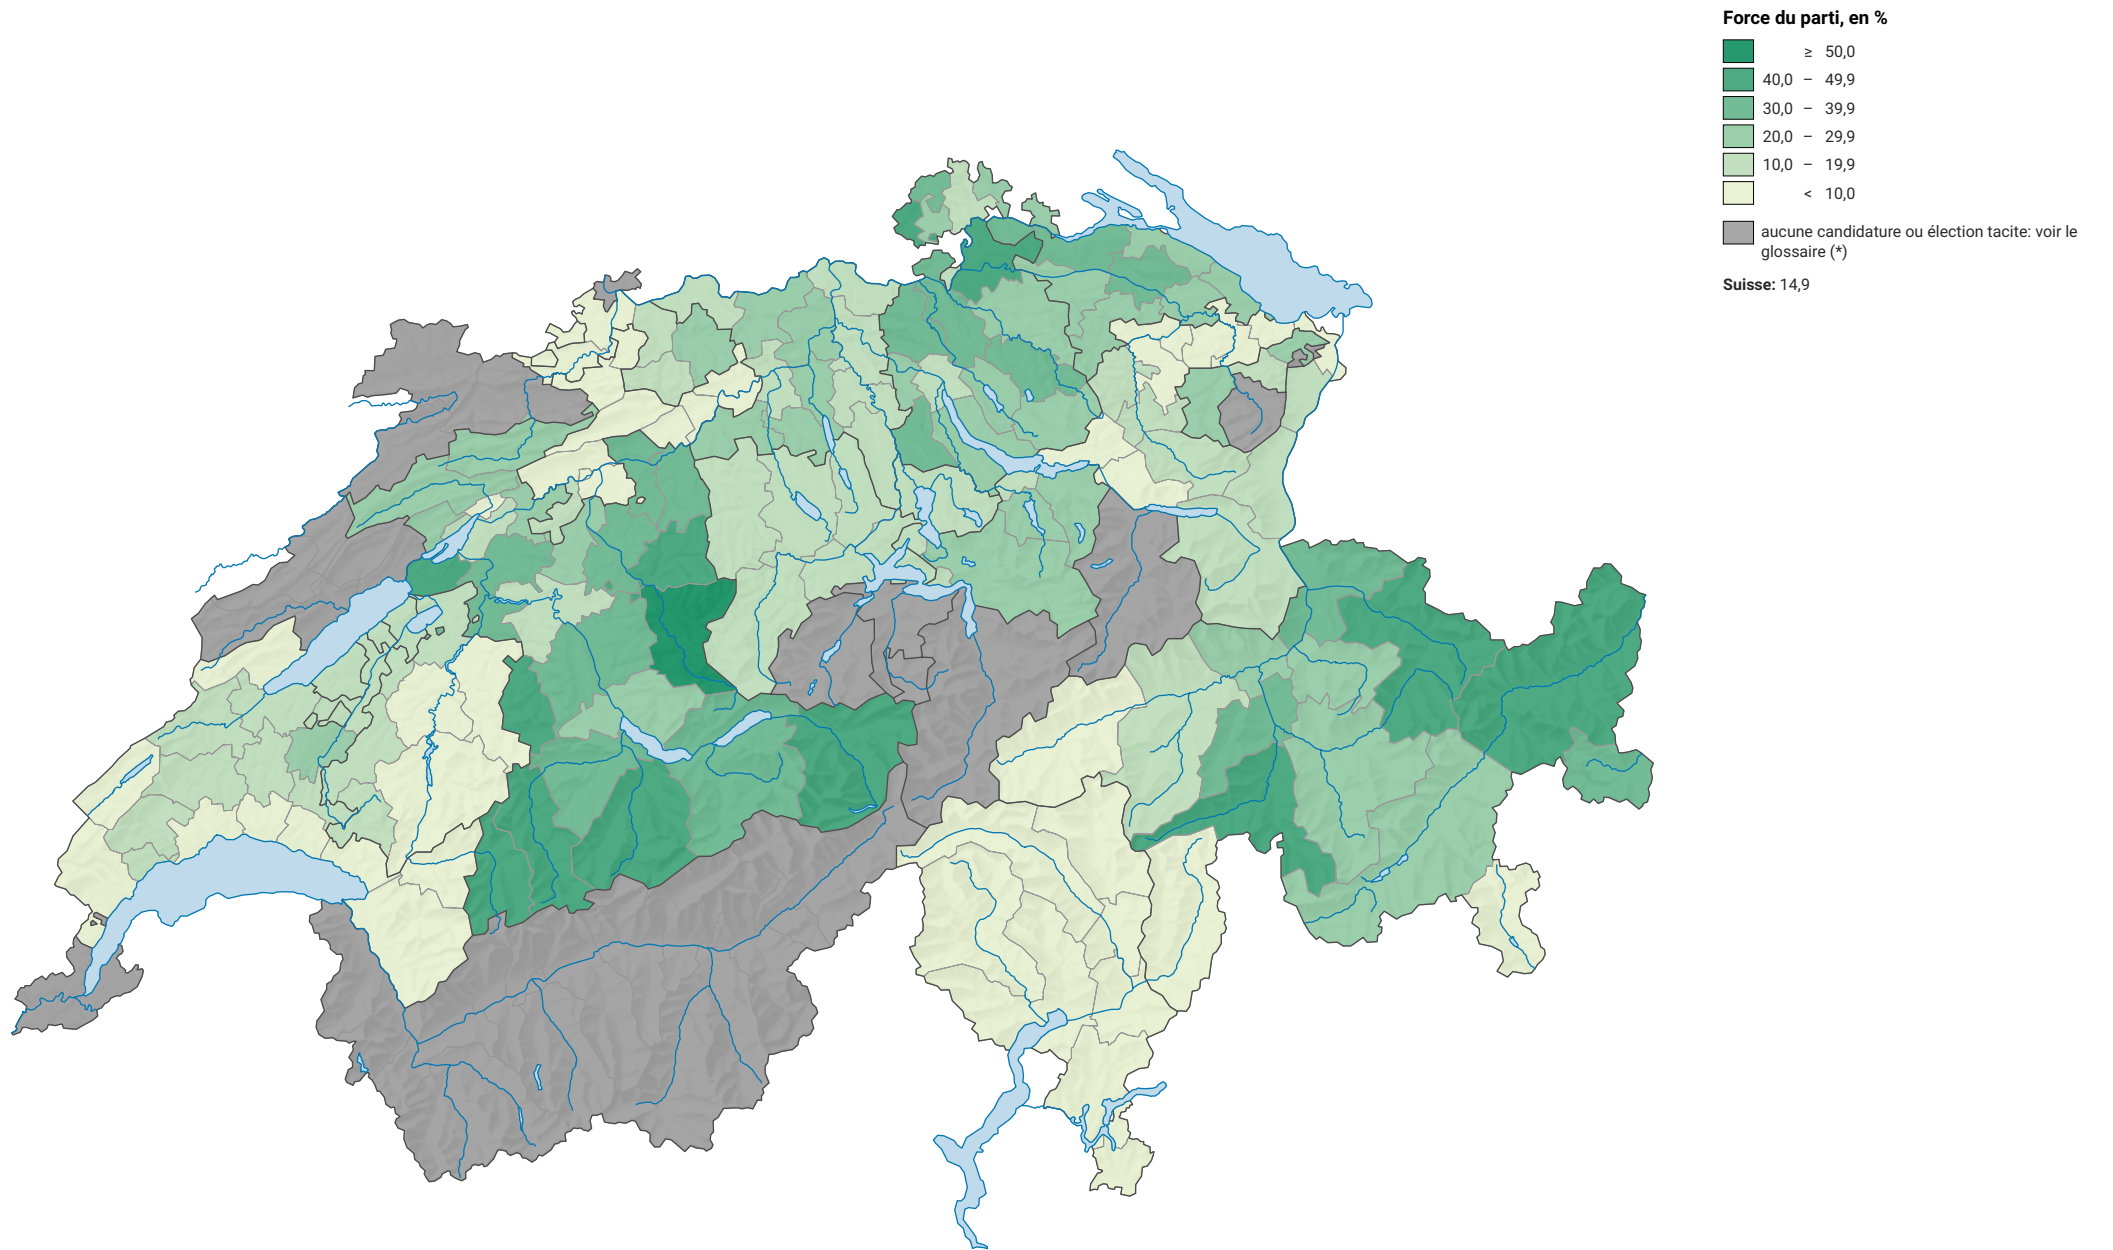 Force du parti, en %
≥ 50,0
40,0 – 49,9
30,0 – 39,9
20,0 – 29,9
10,0 – 19,9
< 10,0
aucune candidature ou élection tacite: voir le
glossaire (*)
Suisse: 14,9